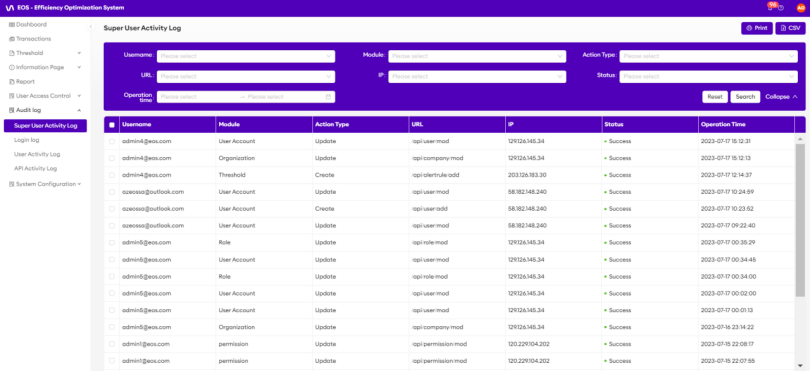 EOS - Efficiency Optimization System
96
AB
Dashboard
Transactions
Threshold
Information Page
Report
User Access Control
Audit log
Super User Activity Log
Login log
User Activity Log
API Activity Log
System Configuration
Super User Activity Log
Print
CSV
Username: Please select
Module: Please select
Action Type: Please select
URL: Please select
IP: Please select
Status: Please select
Operation time Please select → Please select
Reset Search Collapse
Username Module Action Type URL IP Status Operation Time
admin4@eos.com User Account Update /api/user/mod 129.126.145.34 Success 2023-07-17 15:12:31
admin4@eos.com Organization Update /api/company/mod 129.126.145.34 Success 2023-07-17 15:12:13
admin4@eos.com Threshold Create /api/alertrule/add 203.126.183.30 Success 2023-07-17 12:14:37
azeossa@outlook.com User Account Update /api/user/mod 58.182.148.240 Success 2023-07-17 10:24:59
azeossa@outlook.com User Account Create /api/user/add 58.182.148.240 Success 2023-07-17 10:23:52
azeossa@outlook.com User Account Update /api/user/mod 58.182.148.240 Success 2023-07-17 09:22:40
admin5@eos.com Role Update /api/role/mod 129.126.145.34 Success 2023-07-17 00:35:29
admin5@eos.com User Account Update /api/user/mod 129.126.145.34 Success 2023-07-17 00:34:45
admin5@eos.com Role Update /api/role/mod 129.126.145.34 Success 2023-07-17 00:34:00
admin5@eos.com User Account Update /api/user/mod 129.126.145.34 Success 2023-07-17 00:02:00
admin5@eos.com User Account Update /api/user/mod 129.126.145.34 Success 2023-07-17 00:01:13
admin5@eos.com Organization Update /api/company/mod 129.126.145.34 Success 2023-07-16 23:14:22
admin1@eos.com permission Update /api/permission/mod 120.229.104.202 Success 2023-07-15 22:08:17
admin1@eos.com permission Update /api/permission/mod 120.229.104.202 Success 2023-07-15 22:07:55